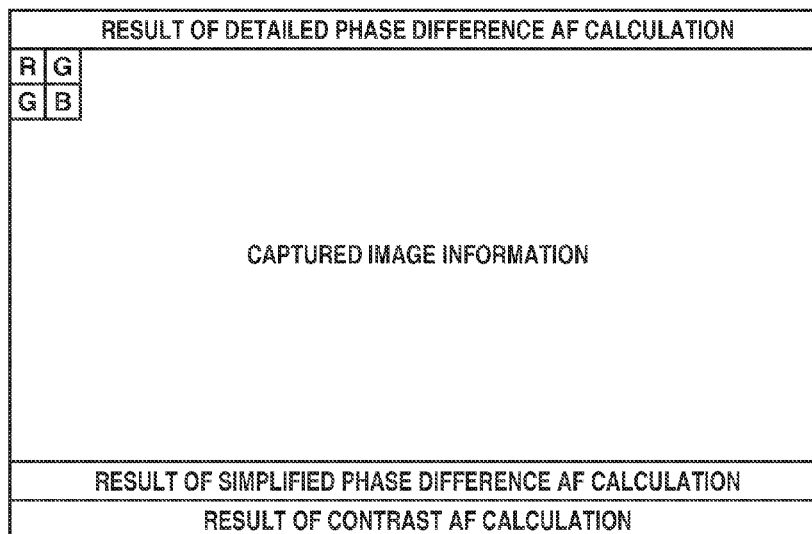 RESULT OF DETAILED PHASE DIFFERENCE AF CALCULATION
R G
G B
CAPTURED IMAGE INFORMATION
RESULT OF SIMPLIFIED PHASE DIFFERENCE AF CALCULATION
RESULT OF CONTRAST AF CALCULATION